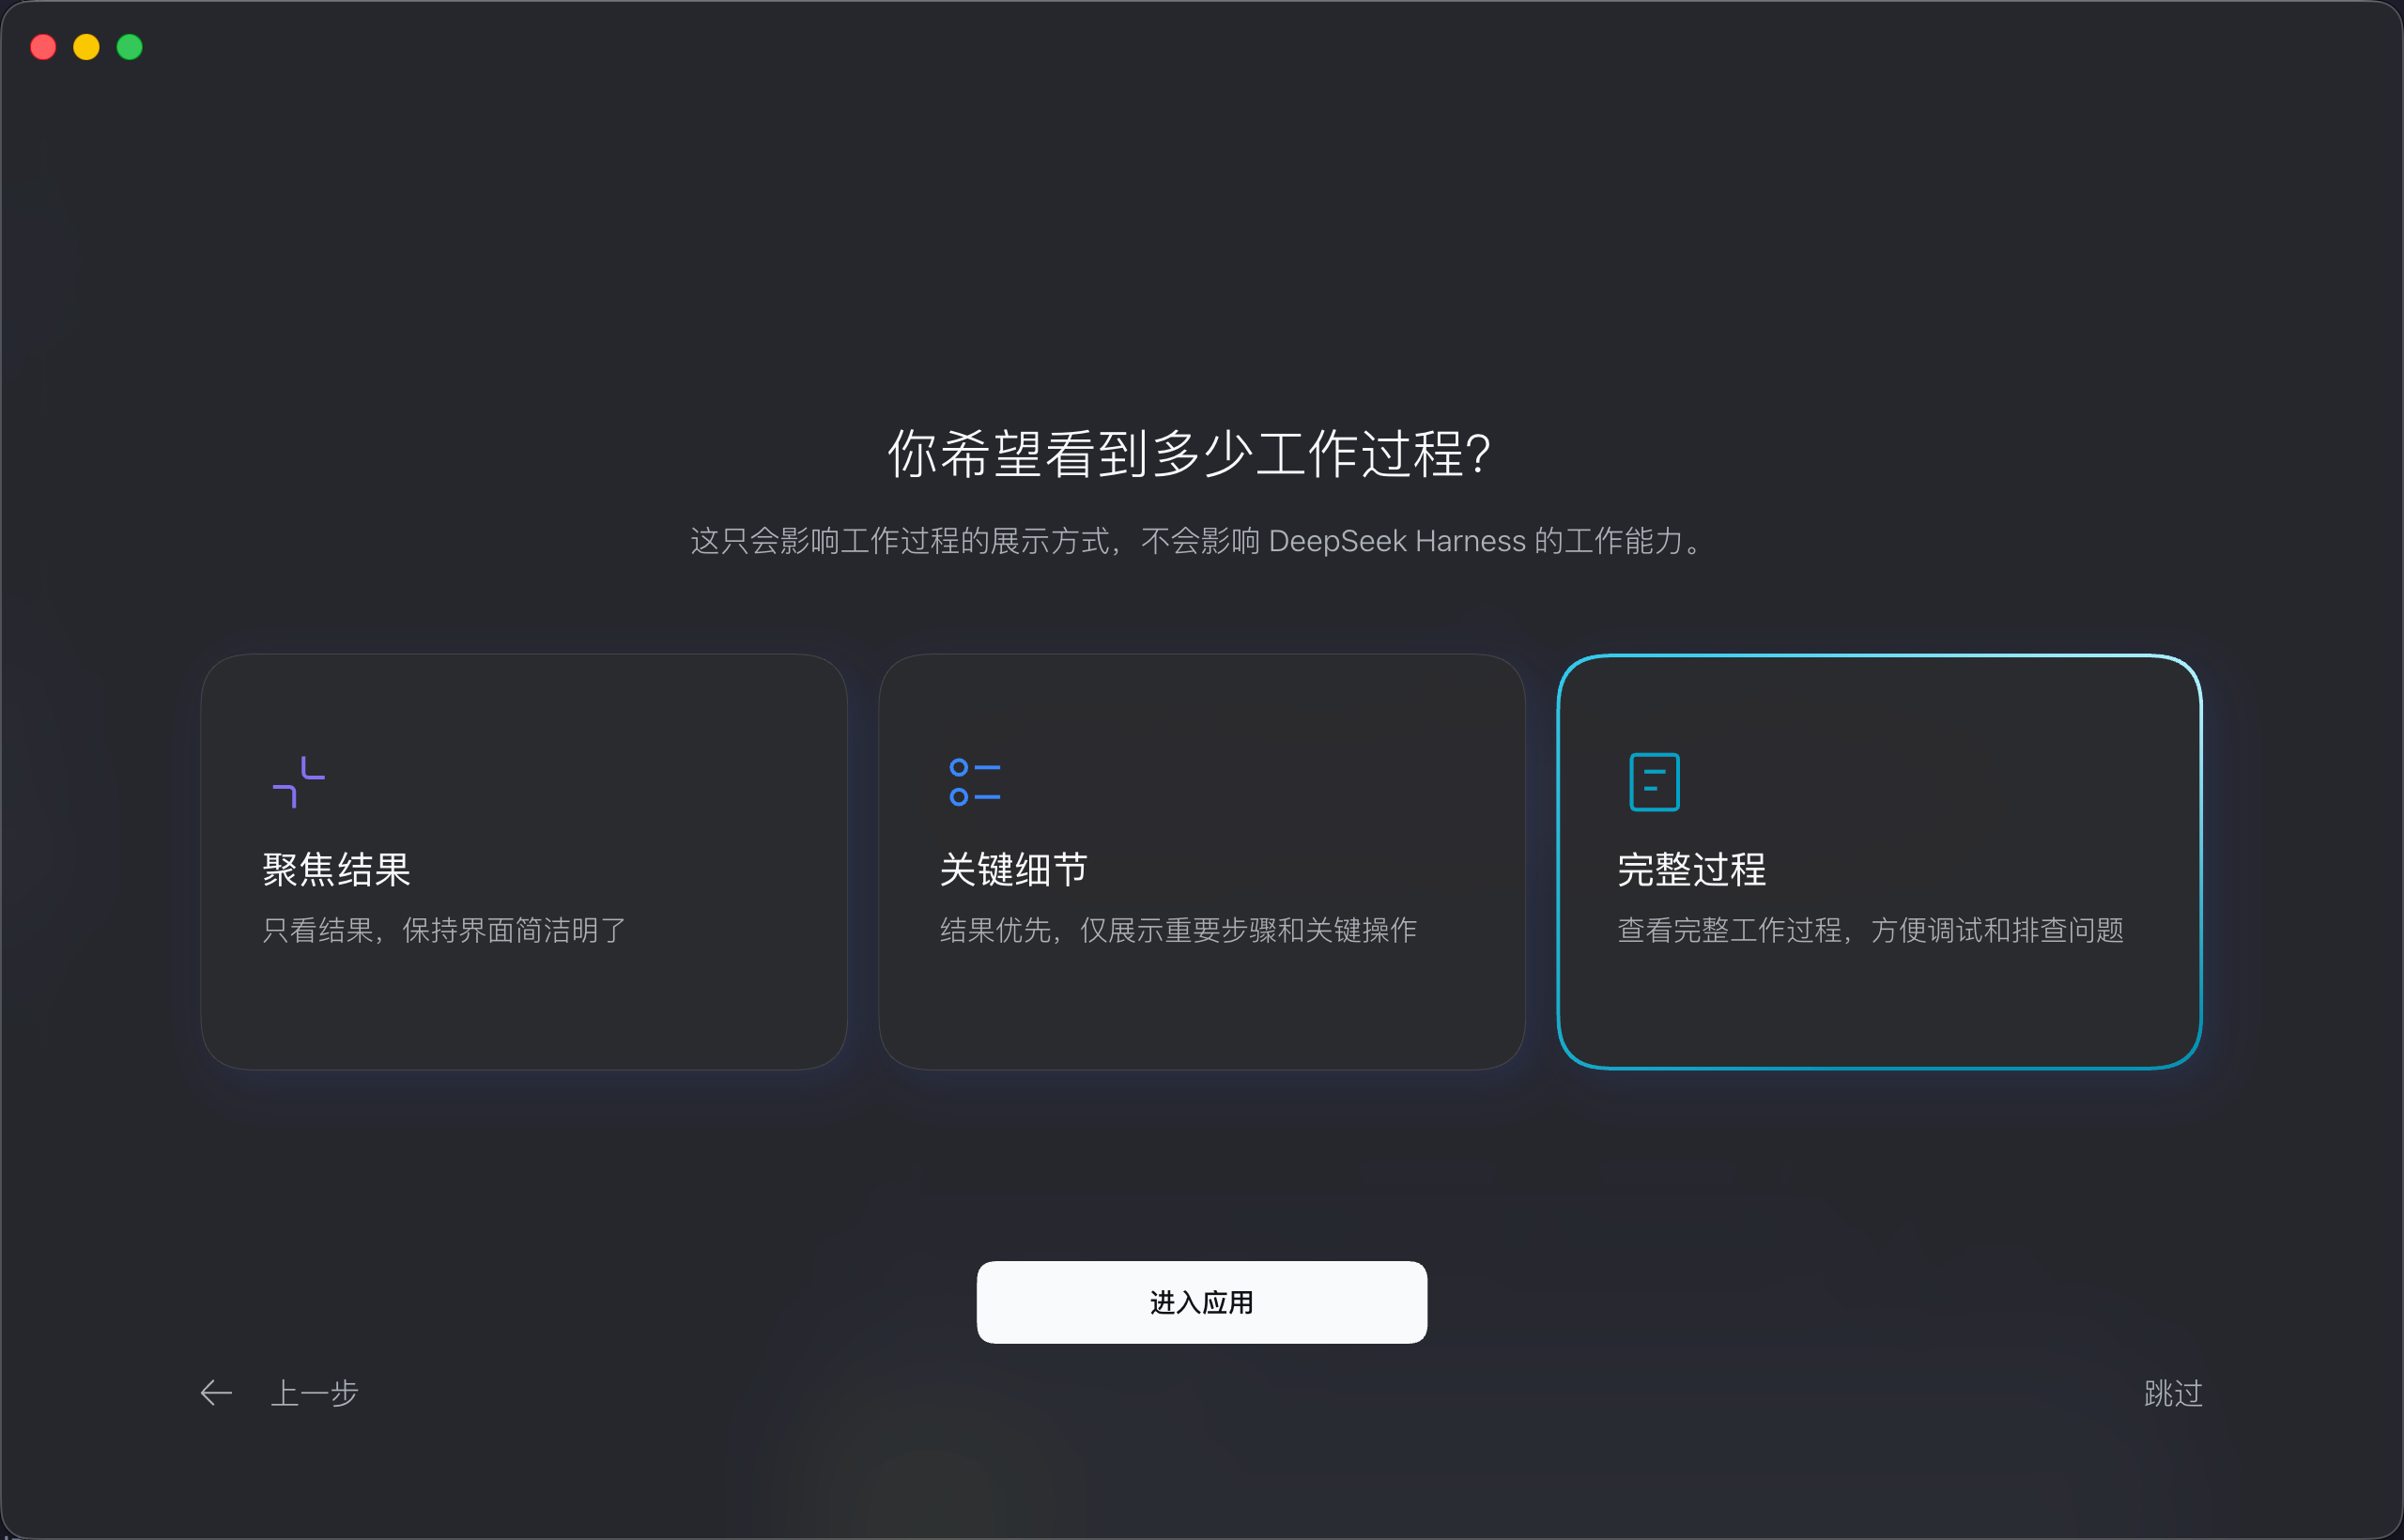 你希望看到多少工作过程？
这只会影响工作过程的展示方式，不会影响 DeepSeek Harness 的工作能力。
聚焦结果
只看结果，保持界面简洁明了
关键细节
结果优先，仅展示重要步骤和关键操作
完整过程
查看完整工作过程，方便调试和排查问题
进入应用
上一步
跳过